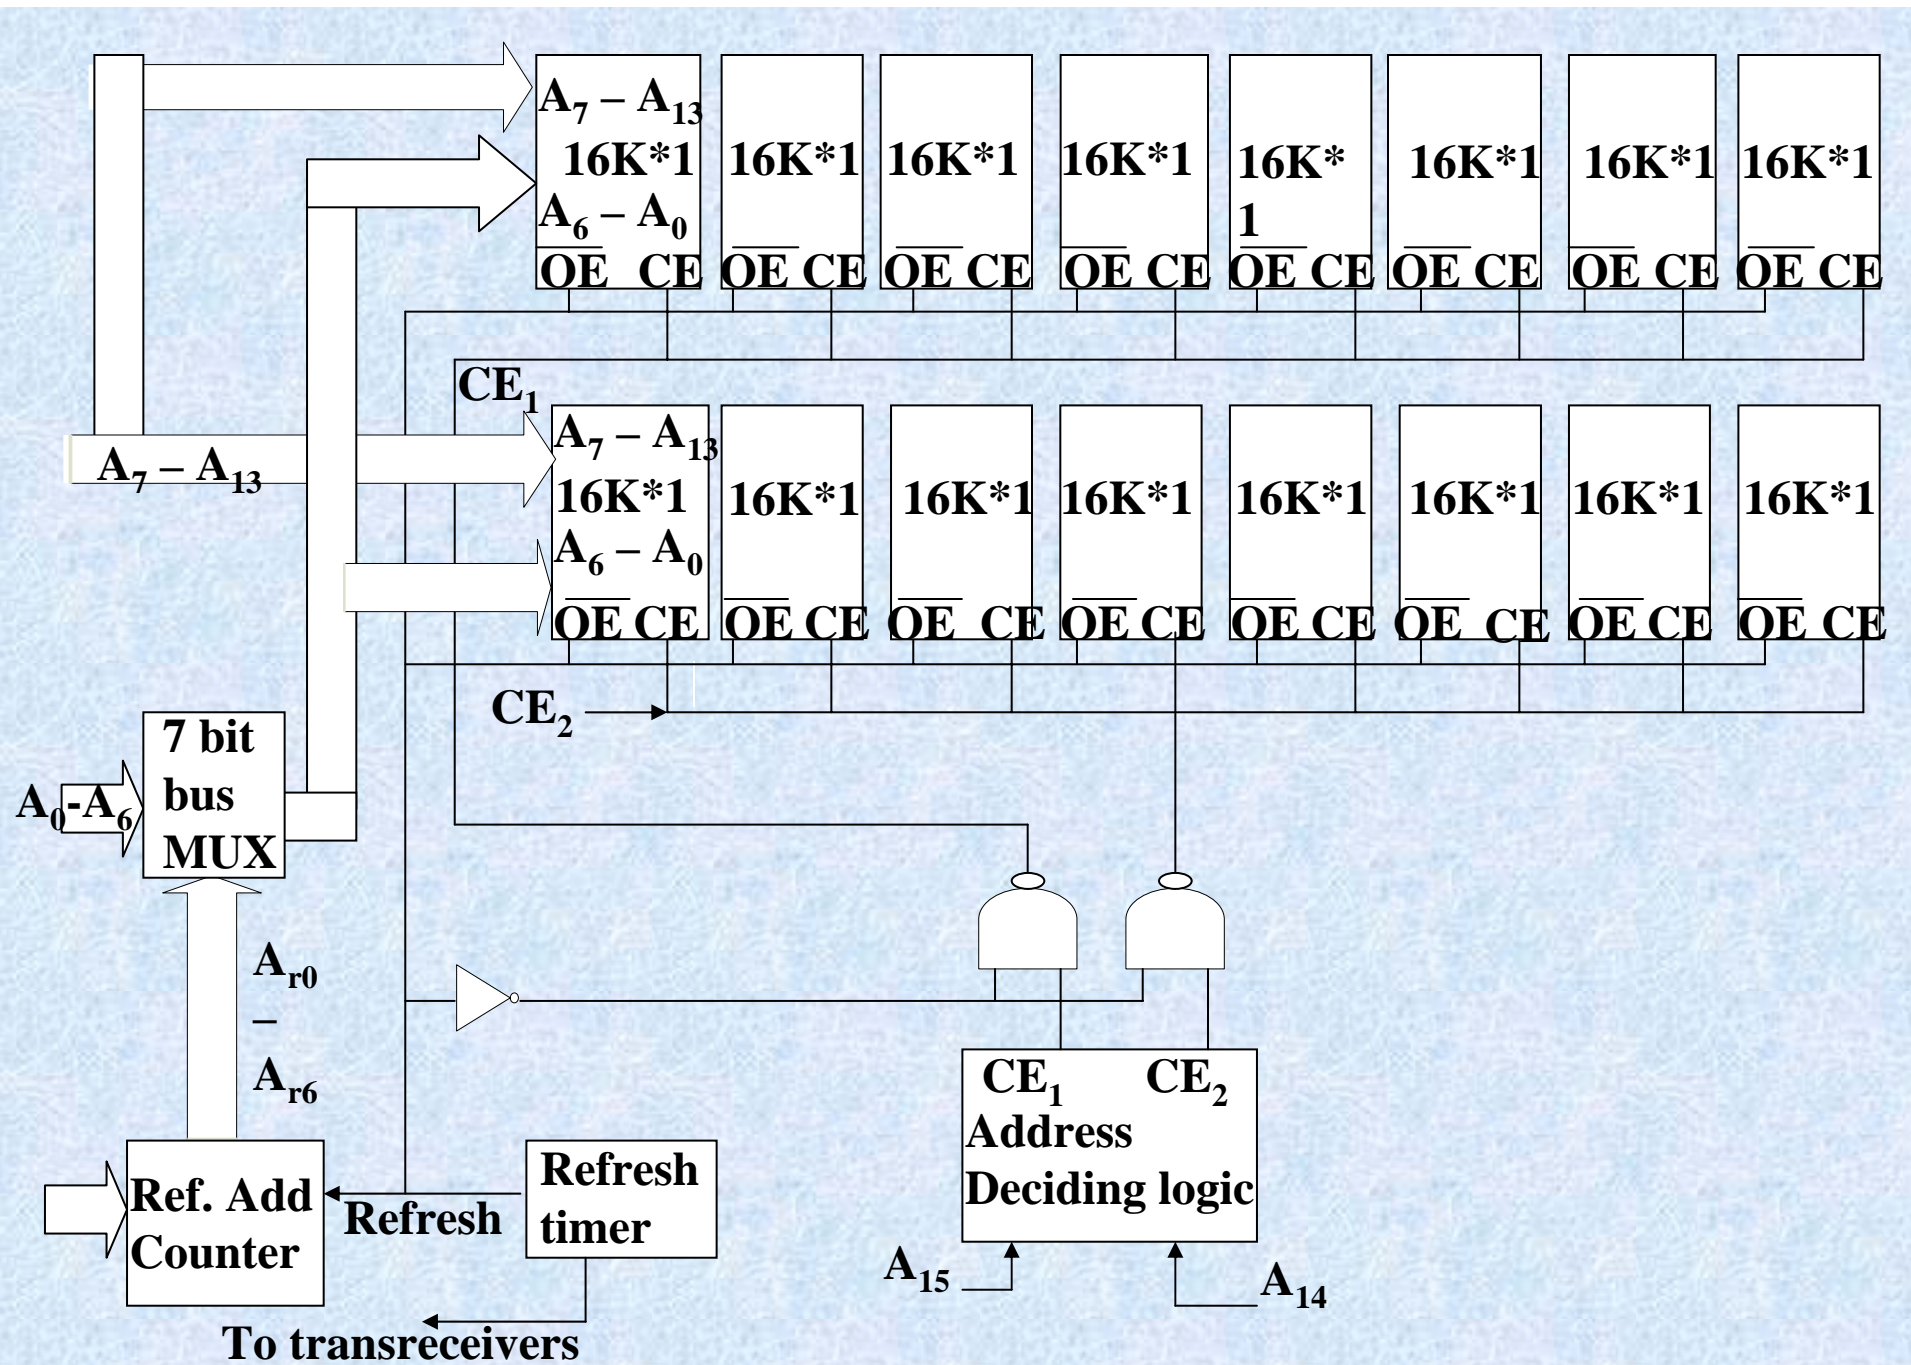 A7 – A13
16K*1
A6 – A0
OE CE
16K*1
OE CE
16K*1
OE CE
16K*1
OE CE
16K*
1
OE CE
16K*1
OE CE
16K*1
OE CE
16K*1
OE CE
CE1
A7 – A13
A7 – A13
16K*1
A6 – A0
OE CE
16K*1
OE CE
16K*1
OE CE
16K*1
OE CE
16K*1
OE CE
16K*1
OE CE
16K*1
OE CE
16K*1
OE CE
CE2
7 bit
bus
MUX
A0-A6
Ar0
–
Ar6
CE1 CE2
Address
Deciding logic
Ref. Add
Counter
Refresh
Refresh
timer
A15
A14
To transreceivers